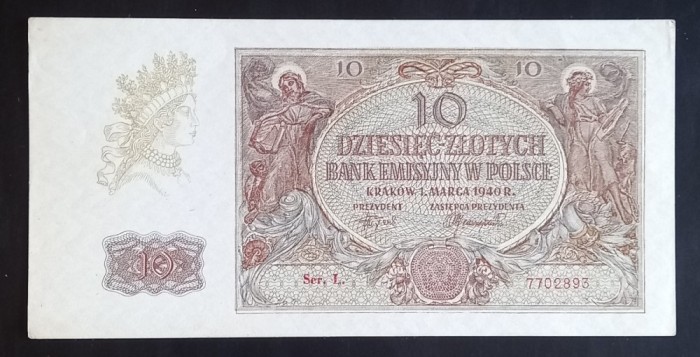 10 10
10
DZIESIĘĆ ZŁOTYCH
BANK EMISYJNY W POLSCE
KRAKÓW 1. MARCA 1940 R.
PREZYDENT ZASTĘPCA PREZYDENTA
10
Ser. L. 7702893